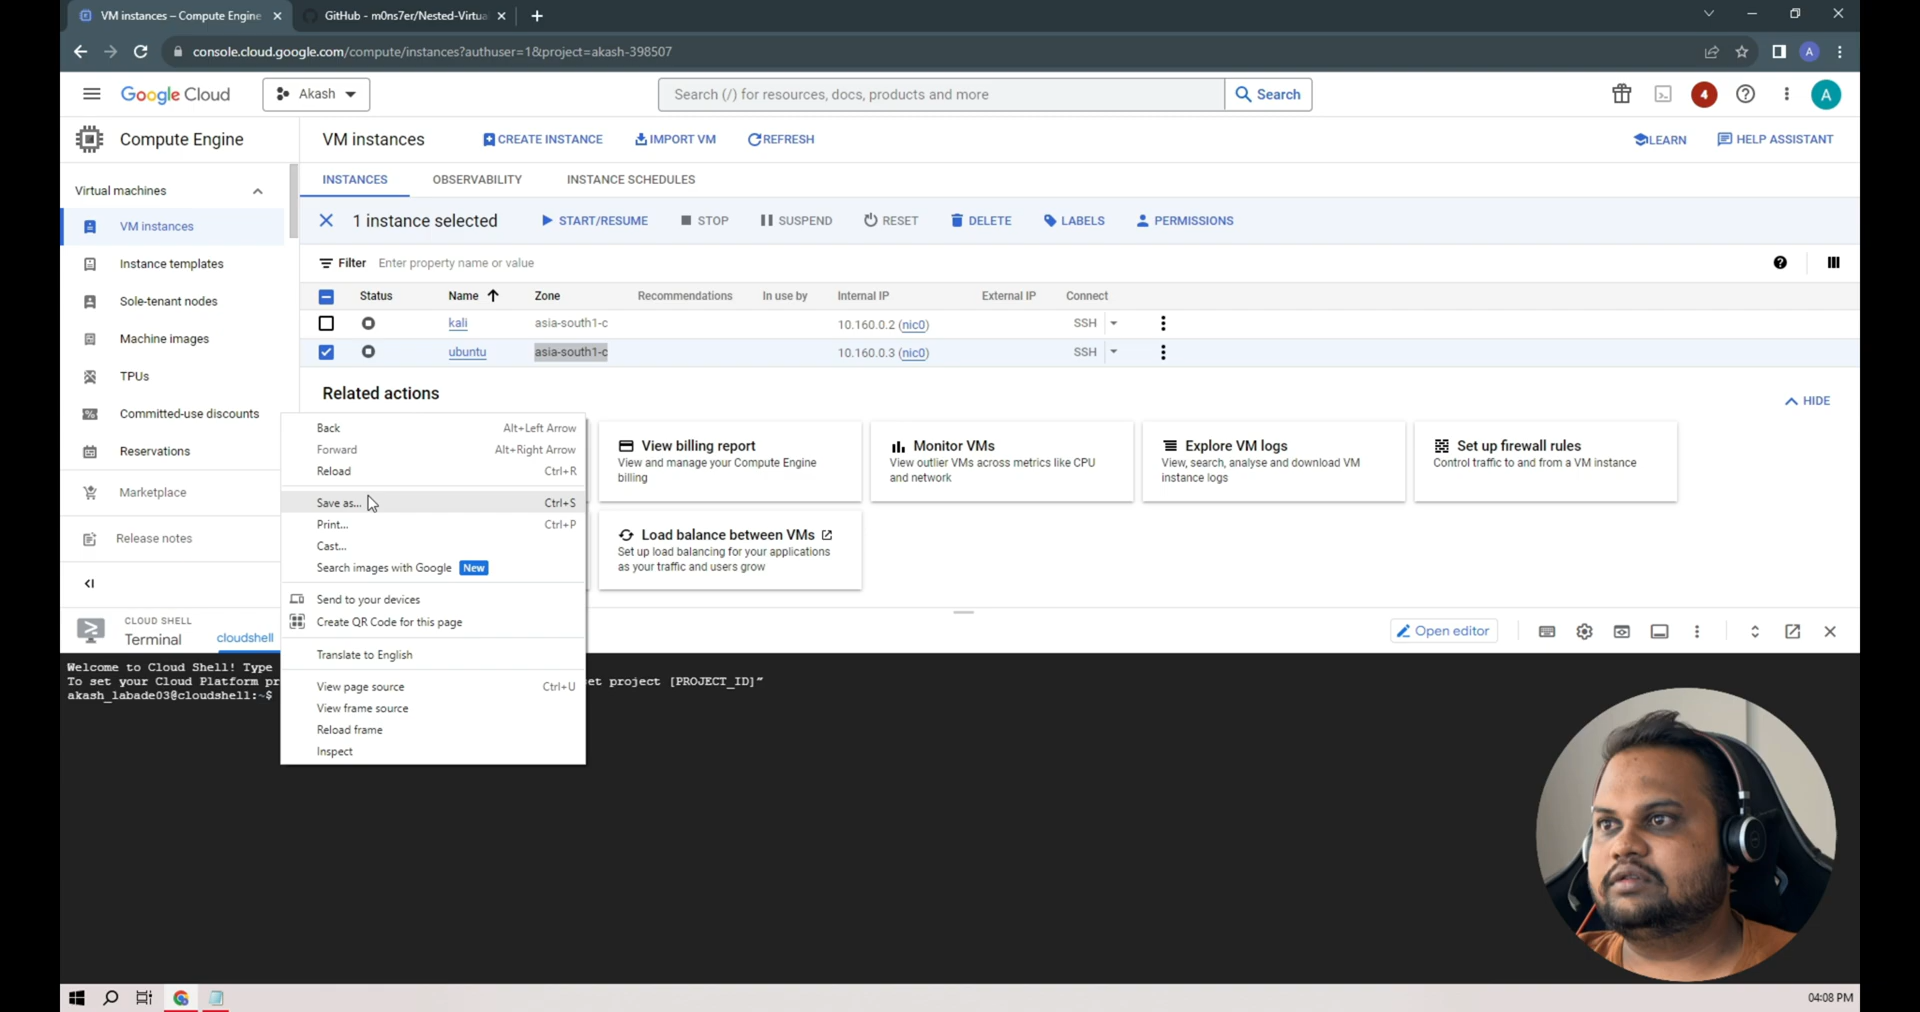 VM instances – Compute Engine
GitHub - m0ns7er/Nested-Virtua
console.cloud.google.com/compute/instances?authuser=1&project=akash-398507
A
Google Cloud
Akash
Search (/) for resources, docs, products and more
Search
4
A
Compute Engine
VM instances
CREATE INSTANCE
IMPORT VM
REFRESH
LEARN
HELP ASSISTANT
Virtual machines
INSTANCES
OBSERVABILITY
INSTANCE SCHEDULES
VM instances
1 instance selected
START/RESUME
STOP
SUSPEND
RESET
DELETE
LABELS
PERMISSIONS
Instance templates
Filter
Enter property name or value
Sole-tenant nodes
Status
Name
Zone
Recommendations
In use by
Internal IP
External IP
Connect
kali
asia-south1-c
10.160.0.2 (nic0)
SSH
Machine images
ubuntu
asia-south1-c
10.160.0.3 (nic0)
SSH
TPUs
Related actions
HIDE
Committed-use discounts
Reservations
Marketplace
Release notes
Back Alt+Left Arrow
Forward Alt+Right Arrow
Reload Ctrl+R
Save as... Ctrl+S
Print... Ctrl+P
Cast...
Search images with Google New
Send to your devices
Create QR Code for this page
Translate to English
View page source Ctrl+U
View frame source
Reload frame
Inspect
View billing report
View and manage your Compute Engine
billing
Monitor VMs
View outlier VMs across metrics like CPU
and network
Explore VM logs
View, search, analyse and download VM
instance logs
Set up firewall rules
Control traffic to and from a VM instance
Load balance between VMs
Set up load balancing for your applications
as your traffic and users grow
CLOUD SHELL
Terminal
cloudshell
Open editor
Welcome to Cloud Shell! Type
To set your Cloud Platform pr
et project [PROJECT_ID]”
akash_labade03@cloudshell:~$
04:08 PM